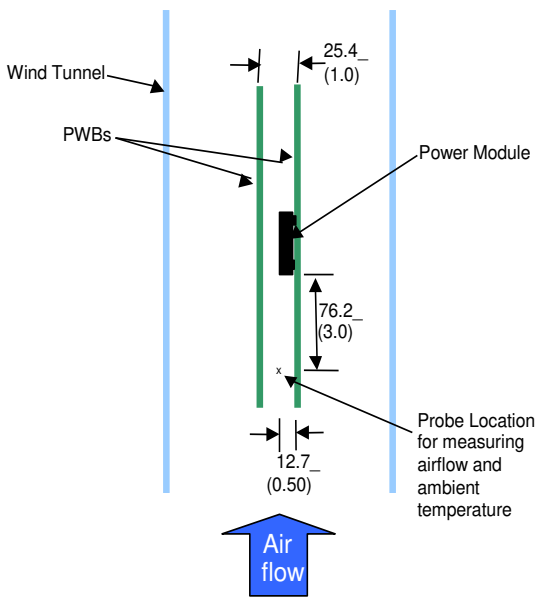 25.4_
(1.0)
Wind Tunnel
PWBs
Power Module
76.2_
(3.0)
x
Probe Location
for measuring
airflow and
ambient
temperature
12.7_
(0.50)
Air
flow